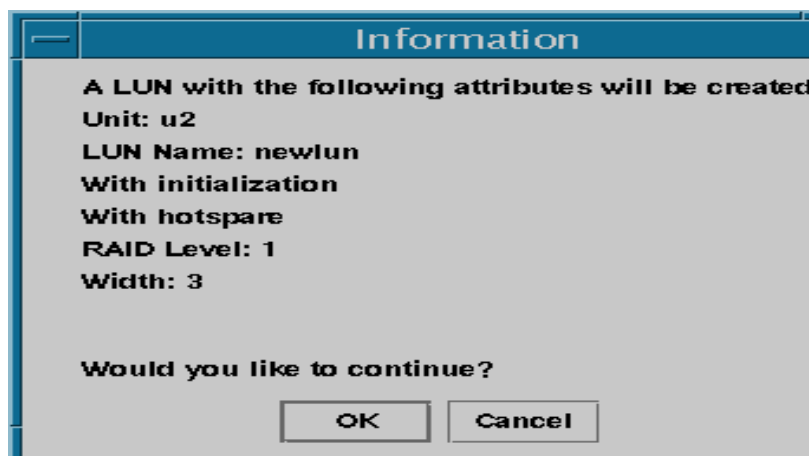 Information
A LUN with the following attributes will be created
Unit: u2
LUN Name: newlun
With initialization
With hotspare
RAID Level: 1
Width: 3
Would you like to continue?
OK
Cancel